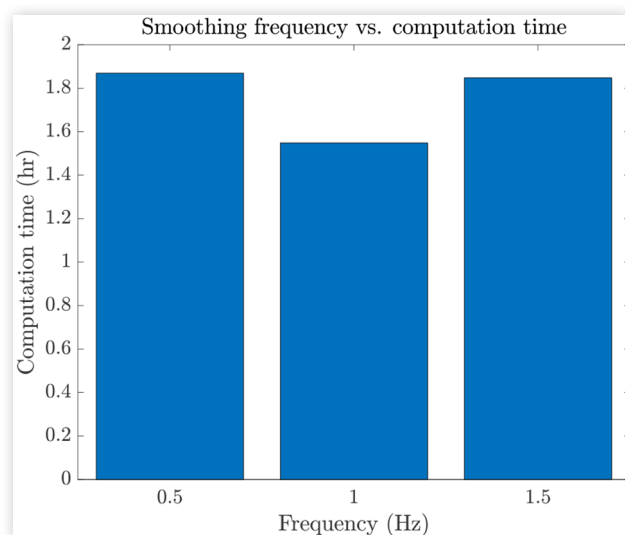 Smoothing frequency vs. computation time
2
1.8
1.6
1.4
1.2
1
0.8
0.6
0.4
0.2
0
Computation time (hr)
0.5 1 1.5
Frequency (Hz)